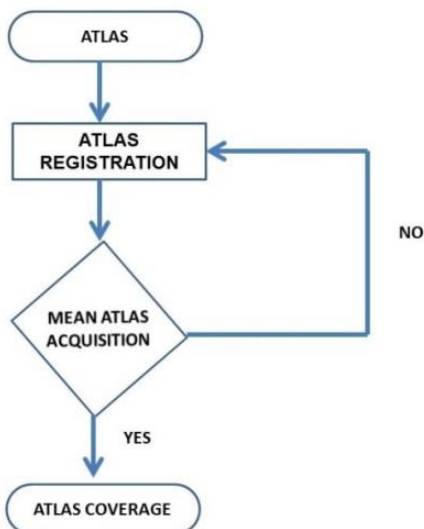 ATLAS
ATLAS
REGISTRATION
NO
MEAN ATLAS
ACQUISITION
YES
ATLAS COVERAGE